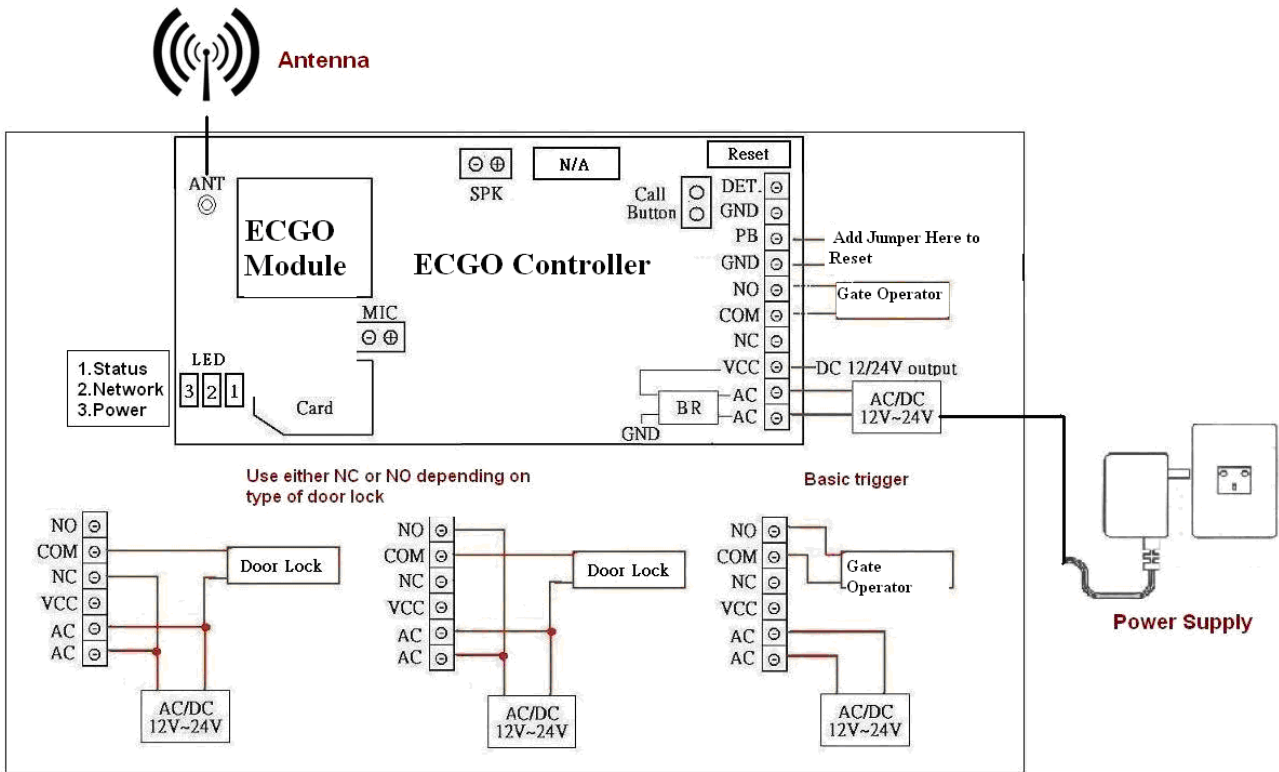 Antenna
ANT
ECGO
Module
SPK
N/A
Reset
Call
Button
ECGO Controller
MIC
DET.
GND
PB
GND
NO
COM
NC
VCC
AC
AC
Add Jumper Here to
Reset
Gate Operator
DC 12/24V output
AC/DC
12V~24V
BR
GND
1.Status
2.Network
3.Power
LED
3 2 1
Card
Power Supply
Use either NC or NO depending on
type of door lock
Basic trigger
NO
COM
NC
VCC
AC
AC
Door Lock
AC/DC
12V~24V
NO
COM
NC
VCC
AC
AC
Door Lock
AC/DC
12V~24V
NO
COM
NC
VCC
AC
AC
Gate
Operator
AC/DC
12V~24V